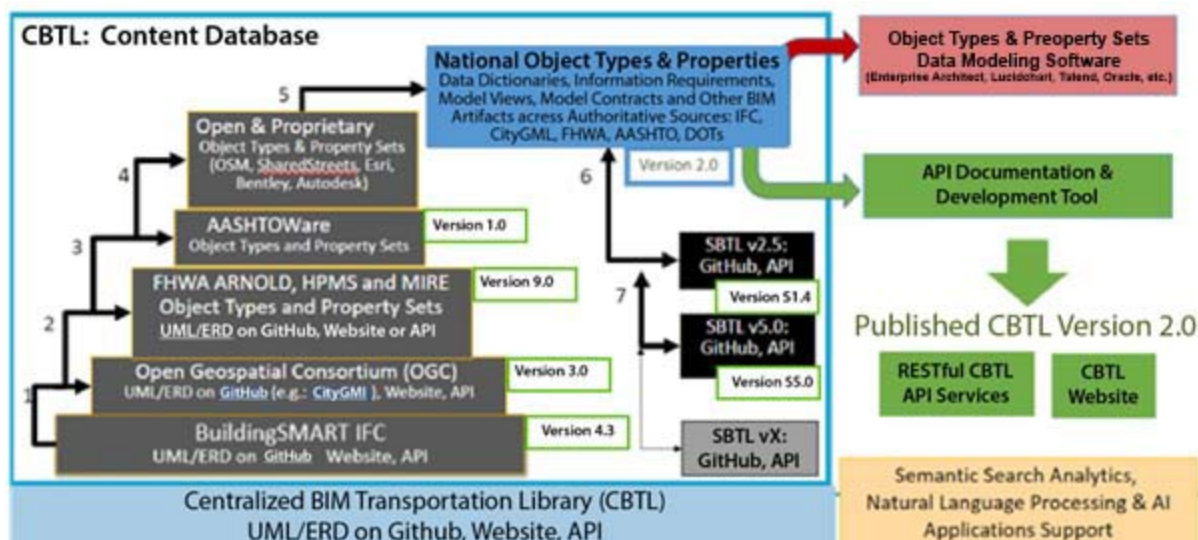 CBTL: Content Database
National Object Types & Properties
Data Dictionaries, Information Requirements,
Model Views, Model Contracts and Other BIM
Artifacts across Authoritative Sources: IFC,
CityGML, FHWA, AASHTO, DOTs
Version 2.0
5
Open & Proprietary
Object Types & Property Sets
(OSM, SharedStreets, Esri,
Bentley, Autodesk)
4
AASHTOWare
Object Types and Property Sets
Version 1.0
3
FHWA ARNOLD, HPMS and MIRE
Object Types and Property Sets
UML/ERD on GitHub, Website or API
Version 9.0
2
Open Geospatial Consortium (OGC)
UML/ERD on GitHub (e.g.: CityGMl ), Website, API
Version 3.0
1
BuildingSMART IFC
UML/ERD on GitHub Website, API
Version 4.3
6
SBTL v2.5:
GitHub, API
Version S1.4
7
SBTL v5.0:
GitHub, API
Version S5.0
SBTL vX:
GitHub, API
Centralized BIM Transportation Library (CBTL)
UML/ERD on Github, Website, API
Object Types & Preoperty Sets
Data Modeling Software
(Enterprise Architect, Lucidchart, Talend, Oracle, etc.)
API Documentation &
Development Tool
Published CBTL Version 2.0
RESTful CBTL
API Services
CBTL
Website
Semantic Search Analytics,
Natural Language Processing & AI
Applications Support